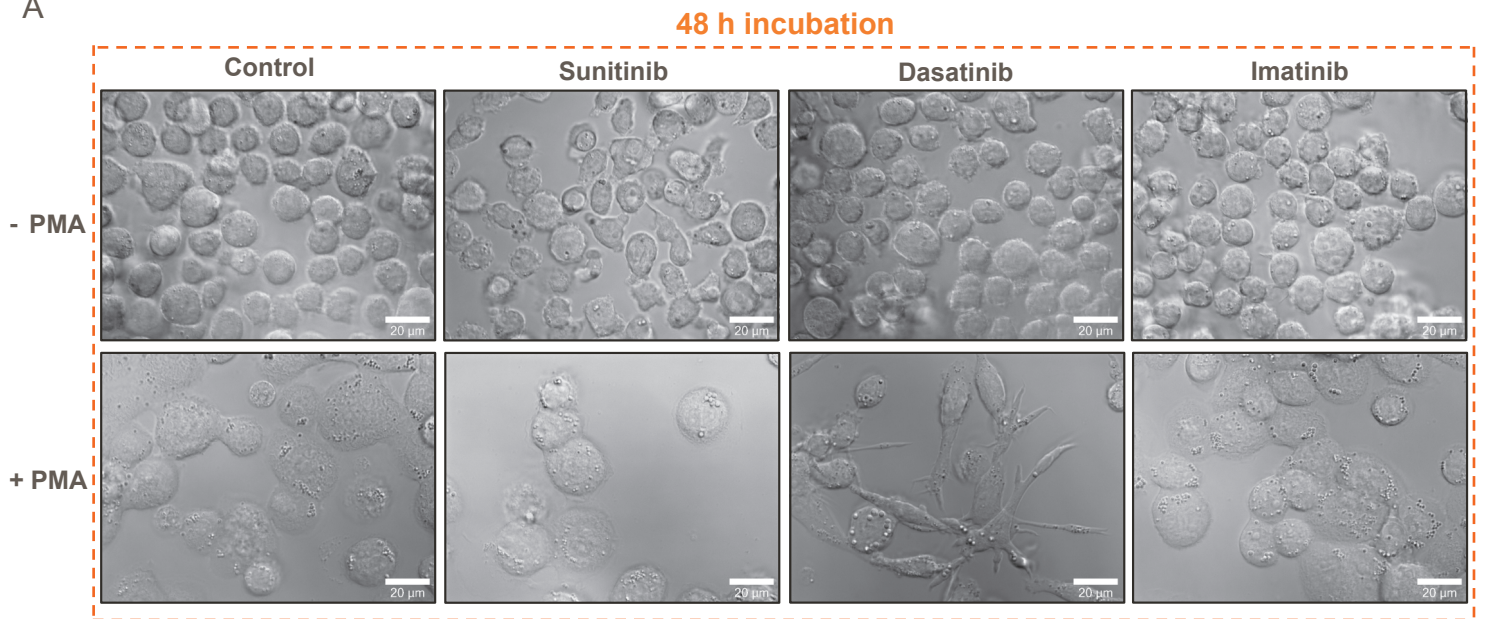 A
48 h incubation
Control Sunitinib Dasatinib Imatinib
- PMA
20 µm 20 µm 20 µm 20 µm
+ PMA
20 µm 20 µm 20 µm 20 µm